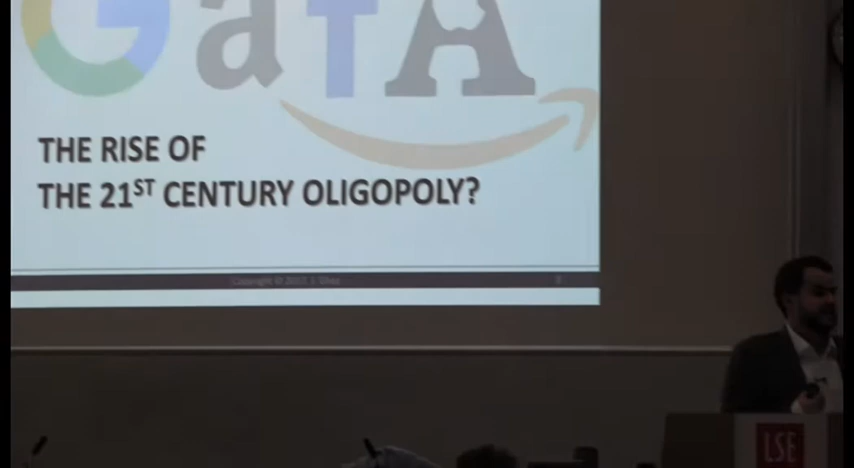 GafA
THE RISE OF
THE 21ST CENTURY OLIGOPOLY?
LSE